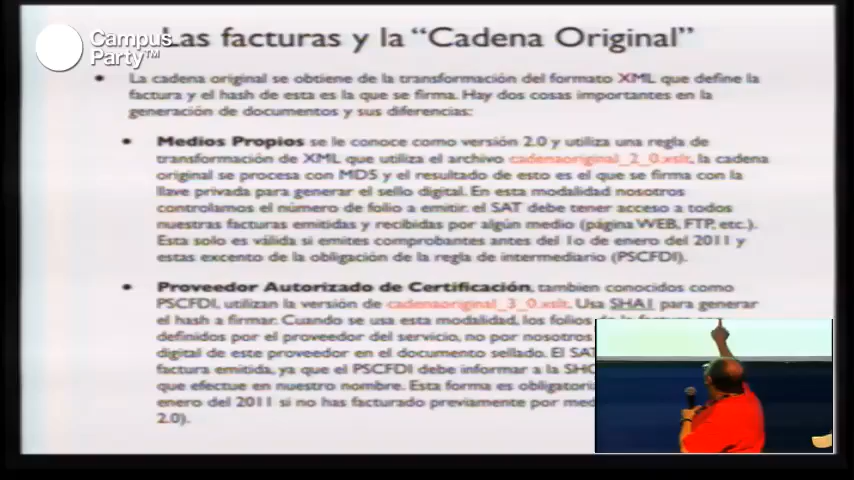 Campus
Party™
Las facturas y la “Cadena Original”
• La cadena original se obtiene de la transformación del formato XML que define la
factura y el hash de esta es la que se firma. Hay dos cosas importantes en la
generación de documentos y sus diferencias:
• Medios Propios se le conoce como versión 2.0 y utiliza una regla de
transformación de XML que utiliza el archivo cadenaoriginal_2_0.xslt, la cadena
original se procesa con MD5 y el resultado de esto es el que se firma con la
llave privada para generar el sello digital. En esta modalidad nosotros
controlamos el número de folio a emitir. el SAT debe tener acceso a todos
nuestras facturas emitidas y recibidas por algún medio (página WEB, FTP, etc.).
Esta solo es válida si emites comprobantes antes del 1o de enero del 2011 y
estas excento de la obligación de la regla de intermediario (PSCFDI).
• Proveedor Autorizado de Certificación, tambien conocidos como
PSCFDI, utilizan la versión de cadenaoriginal_3_0.xslt. Usa SHA1 para generar
el hash a firmar. Cuando se usa esta modalidad, los folios de la factura son
definidos por el proveedor del servicio, no por nosotros
digital de este proveedor en el documento sellado. El SAT
factura emitida, ya que el PSCFDI debe informar a la SHC
que efectue en nuestro nombre. Esta forma es obligatoria
enero del 2011 si no has facturado previamente por med
2.0).